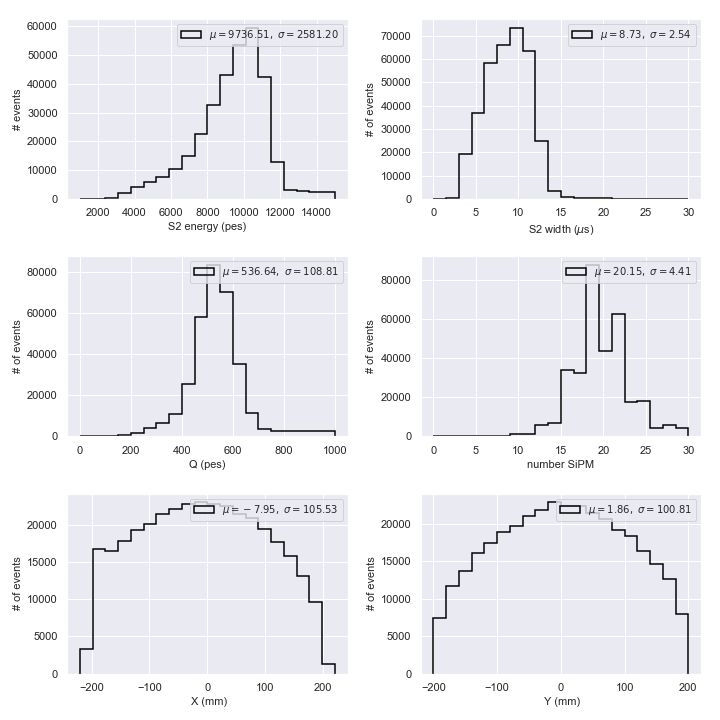 μ = 9736.51, σ = 2581.20
60000
50000
40000
30000
20000
10000
0
# events
2000 4000 6000 8000 10000 12000 14000
S2 energy (pes)
μ = 8.73, σ = 2.54
70000
60000
50000
40000
30000
20000
10000
0
# of events
0 5 10 15 20 25 30
S2 width (μs)
μ = 536.64, σ = 108.81
80000
60000
40000
20000
0
# of events
0 200 400 600 800 1000
Q (pes)
μ = 20.15, σ = 4.41
80000
60000
40000
20000
0
# of events
0 5 10 15 20 25 30
number SiPM
μ = −7.95, σ = 105.53
20000
15000
10000
5000
0
# of events
−200 −100 0 100 200
X (mm)
μ = 1.86, σ = 100.81
20000
15000
10000
5000
0
# of events
−200 −100 0 100 200
Y (mm)